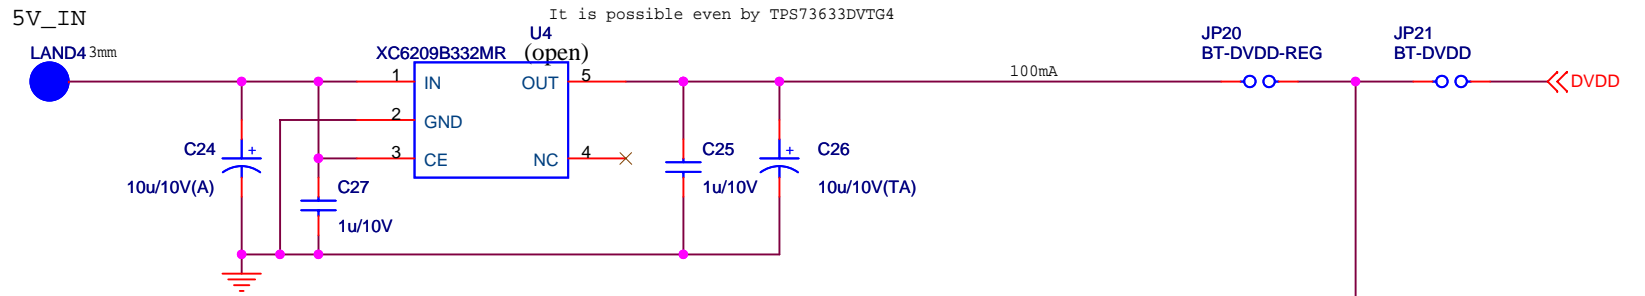 5V_IN
It is possible even by TPS73633DVTG4
U4
JP20
JP21
LAND4 3mm
XC6209B332MR (open)
BT-DVDD-REG
BT-DVDD
1 IN
OUT 5
100mA
DVDD
2 GND
C24 +
3 CE
NC 4
C25
+ C26
10u/10V(A)
C27
1u/10V
10u/10V(TA)
1u/10V